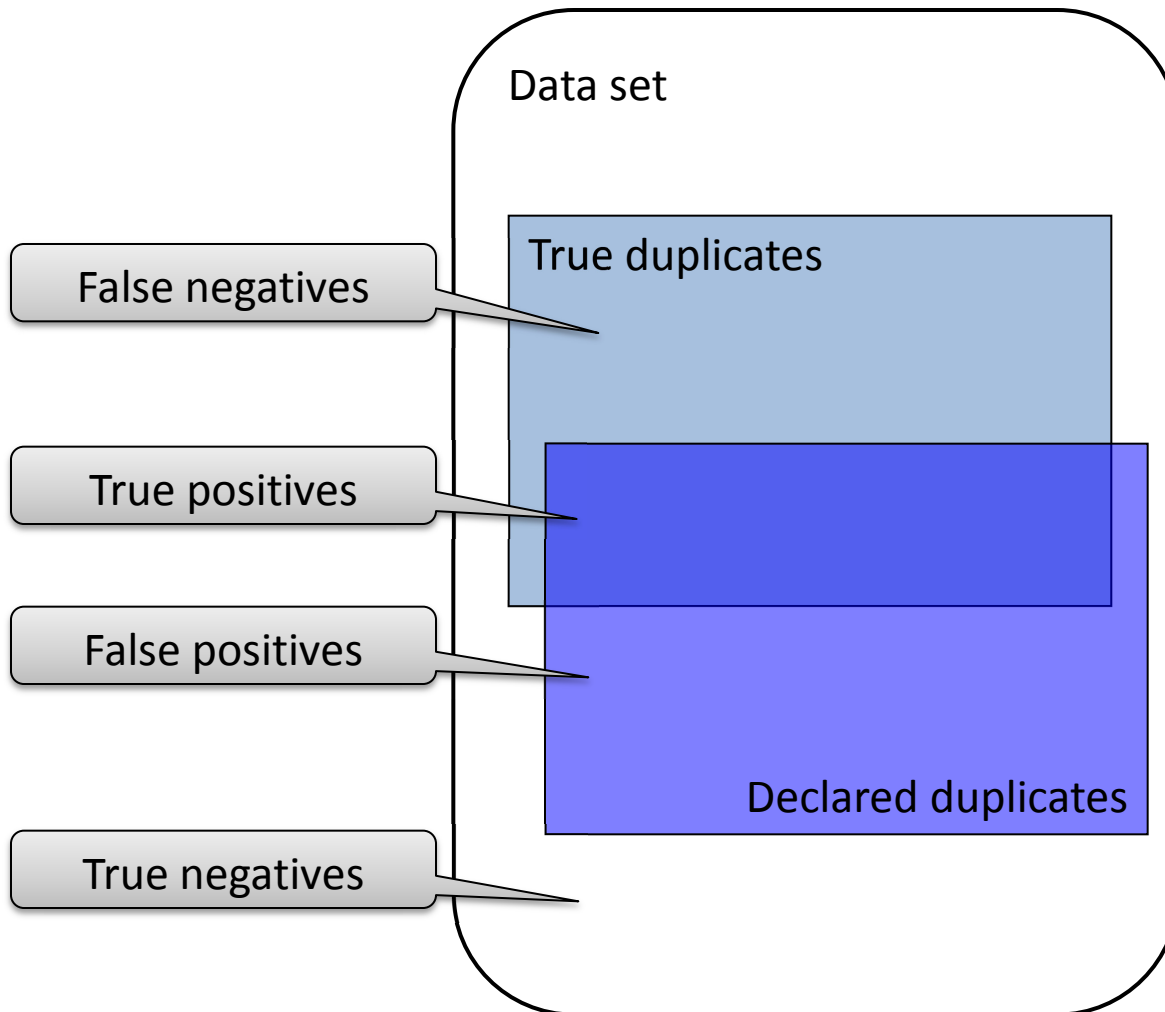 Data set
True duplicates
False negatives
True positives
False positives
Declared duplicates
True negatives